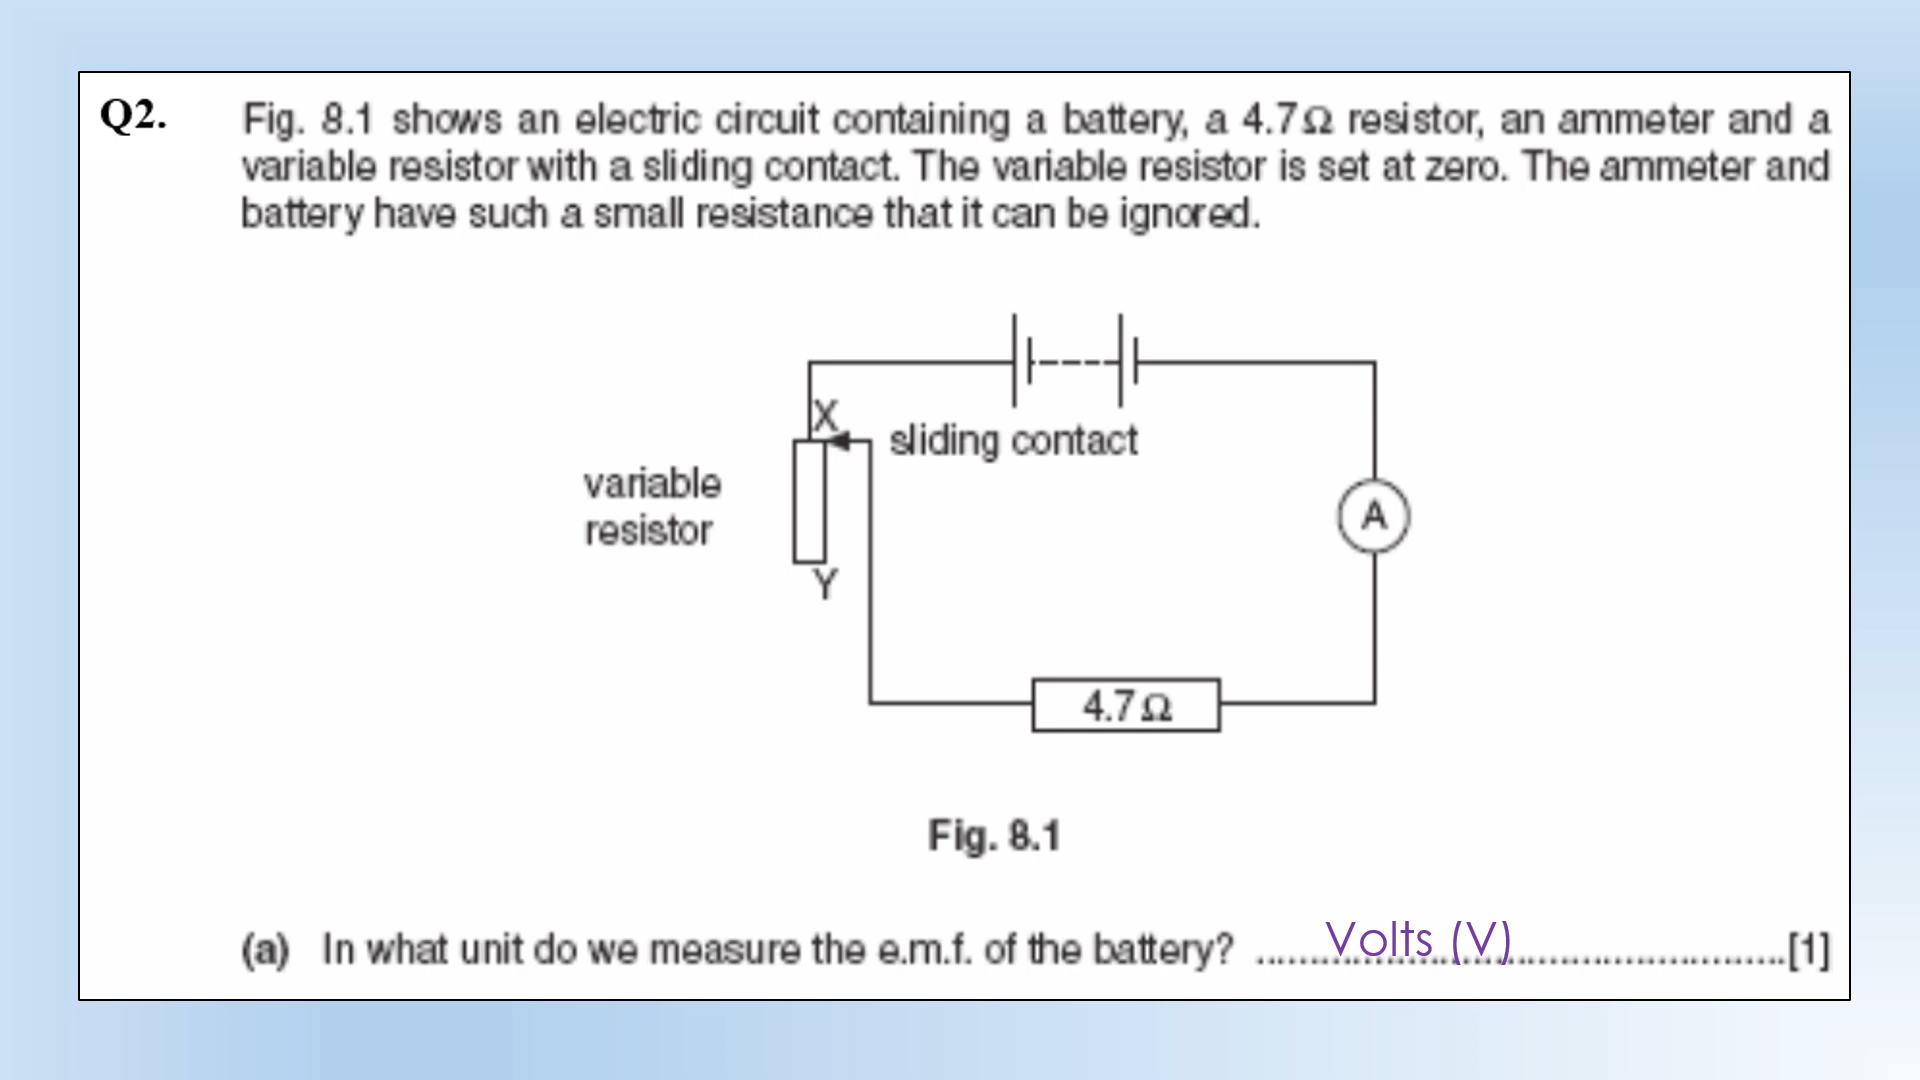 Q2. Fig. 8.1 shows an electric circuit containing a battery, a 4.7Ω resistor, an ammeter and a
variable resistor with a sliding contact. The variable resistor is set at zero. The ammeter and
battery have such a small resistance that it can be ignored.
X
sliding contact
variable
resistor
A
Y
4.7Ω
Fig. 8.1
(a) In what unit do we measure the e.m.f. of the battery? ......Volts (V)......[1]